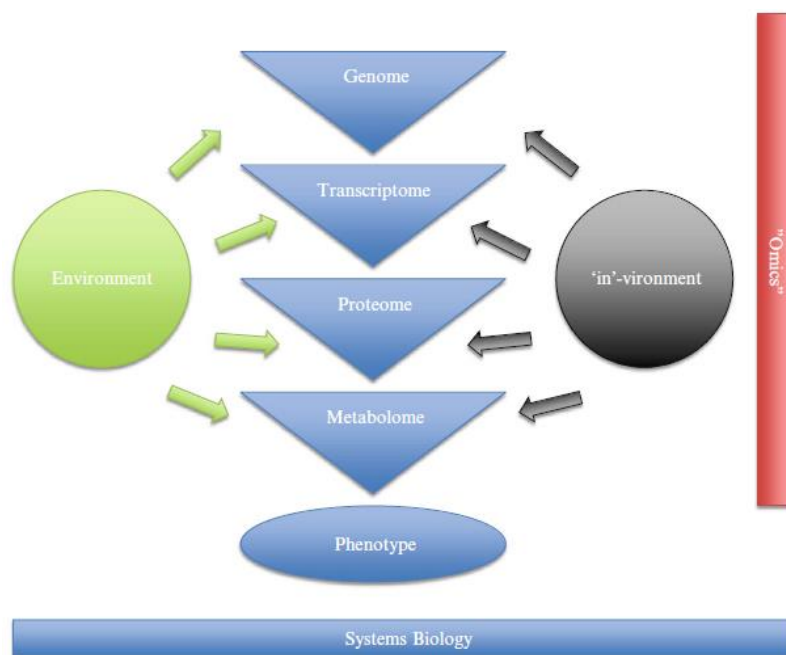 Genome
Transcriptome
Environment
'in'-vironment
"Omics"
Proteome
Metabolome
Phenotype
Systems Biology